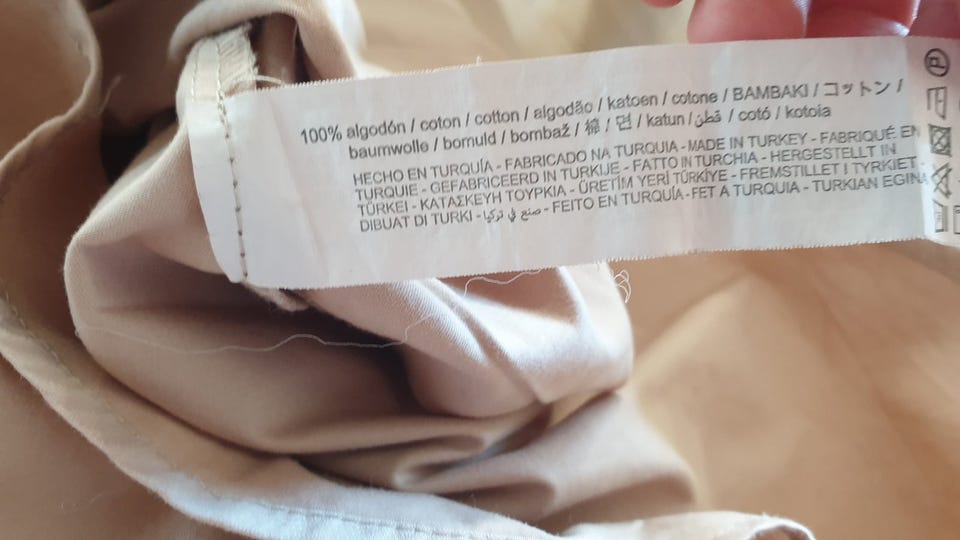 100% algodón / coton / cotton / algodão / katoen / cotone / BAMBAKI / コットン /
baumwolle / bomuld / bombaž / 棉 / 면 / katun / قطن / cotó / kotoia
HECHO EN TURQUÍA - FABRICADO NA TURQUIA - MADE IN TURKEY - FABRIQUÉ EN
TURQUIE - GEFABRICEERD IN TURKIJE - FATTO IN TURCHIA - HERGESTELLT IN
TÜRKEI - ΚΑΤΑΣΚΕΥΗ ΤΟΥΡΚΙΑ - ÜRETİM YERİ TÜRKİYE - FREMSTILLET I TYRKIET -
DIBUAT DI TURKI - صنع في تركيا - FEITO EN TURQUÍA - FET A TURQUIA - TURKIAN EGINA
P